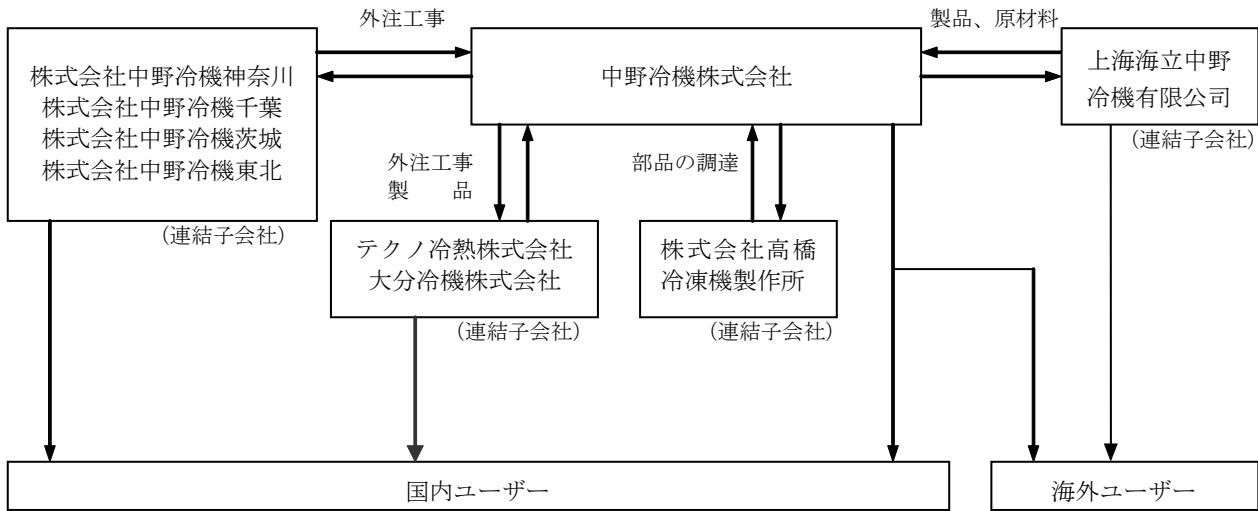 外注工事
製品、原材料
株式会社中野冷機神奈川
株式会社中野冷機千葉
株式会社中野冷機茨城
株式会社中野冷機東北
(連結子会社)
中野冷機株式会社
上海海立中野
冷機有限公司
(連結子会社)
外注工事
製　品
部品の調達
テクノ冷熱株式会社
大分冷機株式会社
(連結子会社)
株式会社高橋
冷凍機製作所
(連結子会社)
国内ユーザー
海外ユーザー